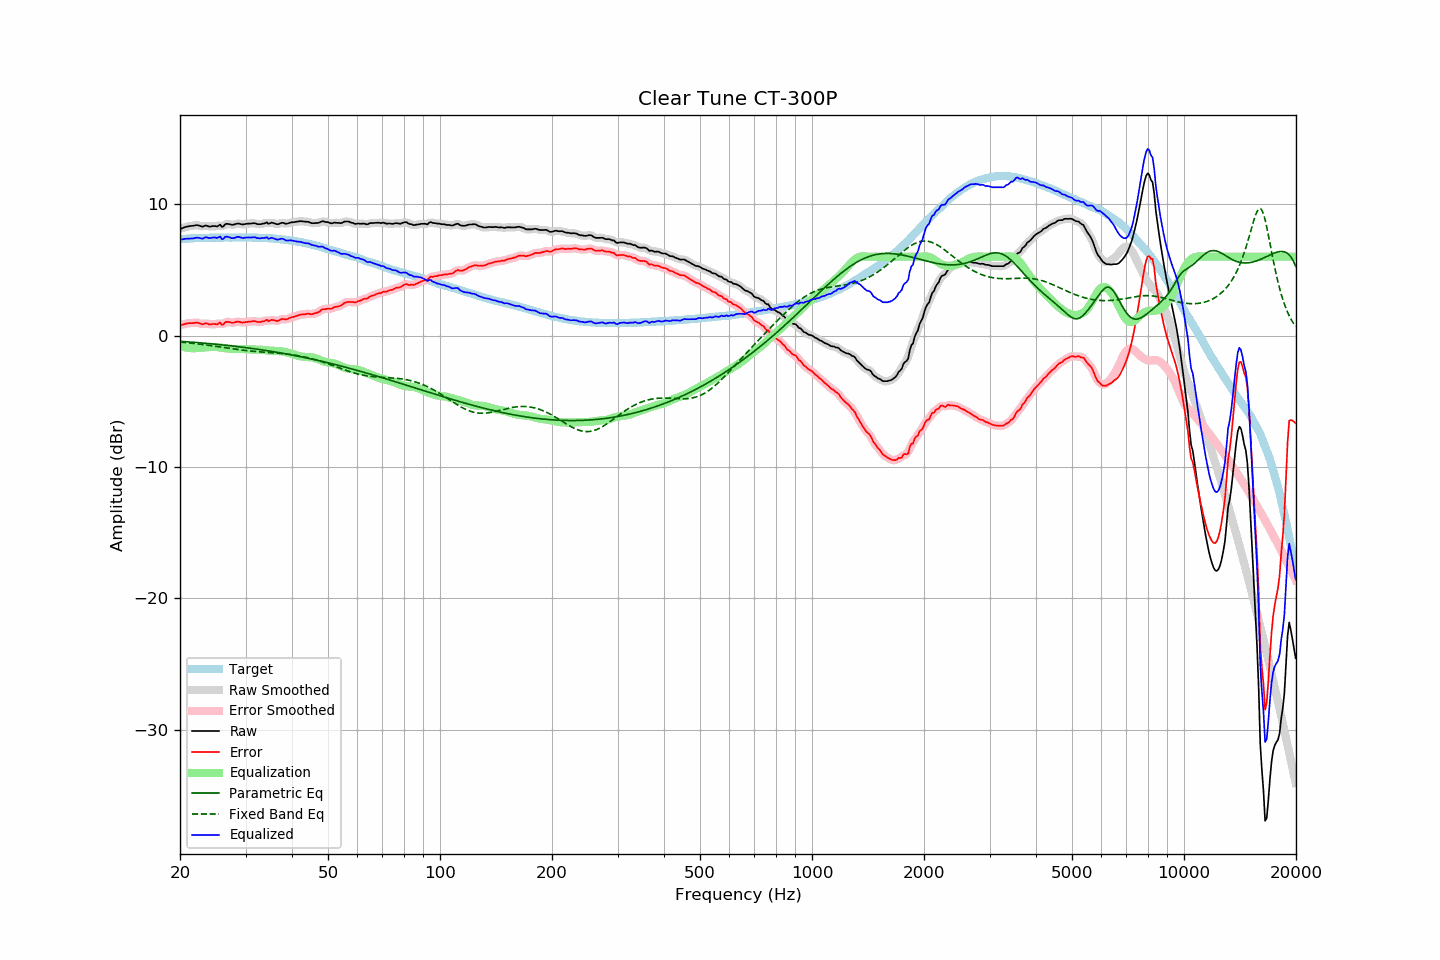 Clear Tune CT-300P
10
0
−10
−20
−30
Amplitude (dBr)
Target
Raw Smoothed
Error Smoothed
Raw
Error
Equalization
Parametric Eq
Fixed Band Eq
Equalized
20
50
100
200
500
1000
2000
5000
10000
20000
Frequency (Hz)